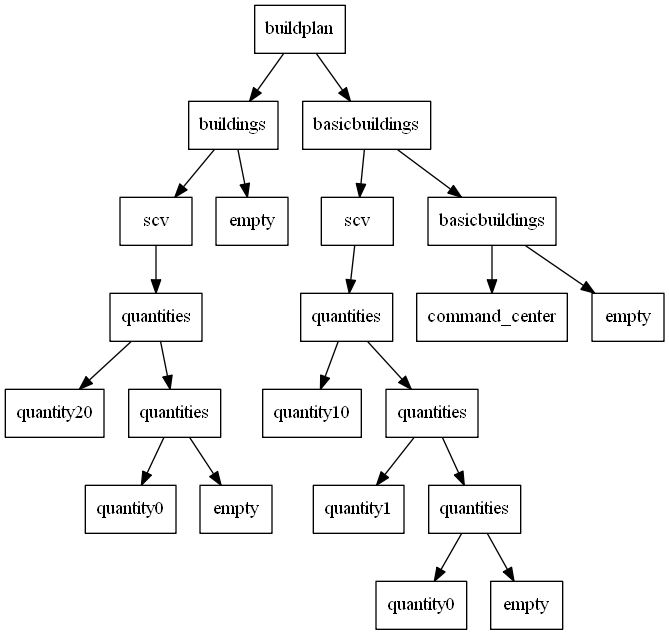 buildplan
buildings
basicbuildings
scv
empty
scv
basicbuildings
quantities
quantities
command_center
empty
quantity20
quantities
quantity10
quantities
quantity0
empty
quantity1
quantities
quantity0
empty